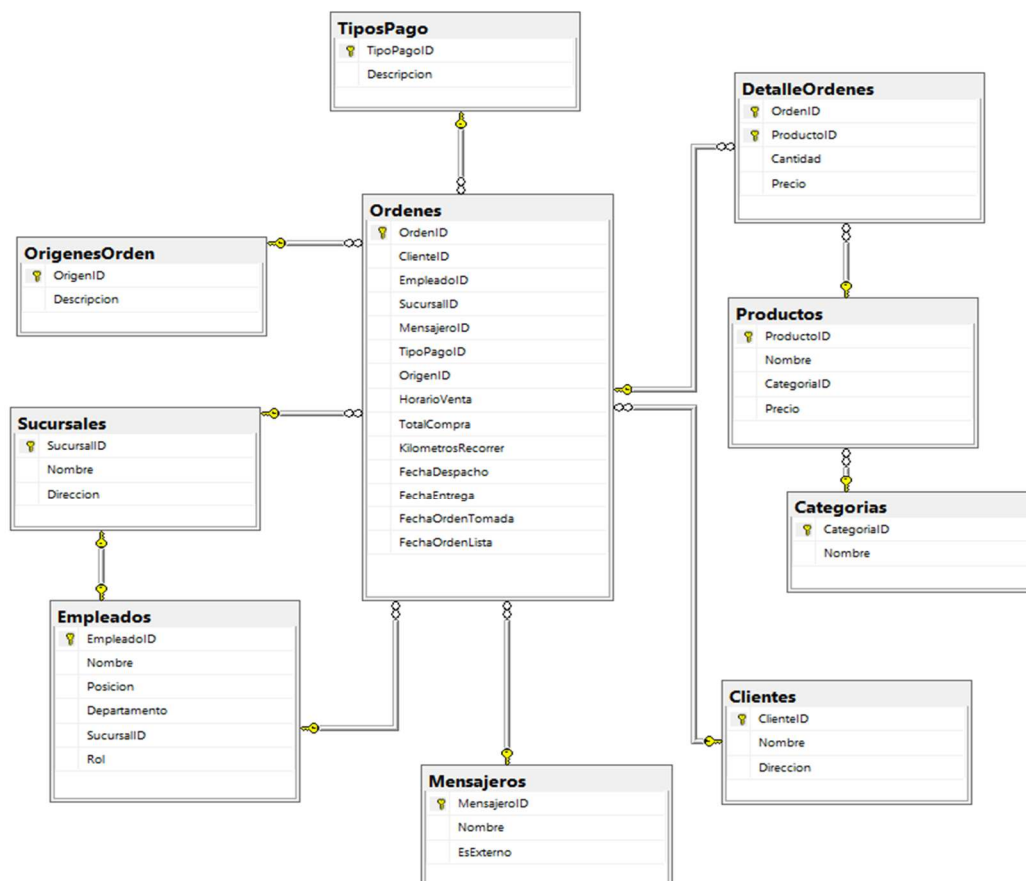 TiposPago
TipoPagoID
Descripcion
DetalleOrdenes
OrdenID
ProductoID
Cantidad
Precio
Ordenes
OrdenID
ClienteID
EmpleadoID
SucursalID
MensajeroID
TipoPagoID
OrigenID
HorarioVenta
TotalCompra
KilometrosRecorrer
FechaDespacho
FechaEntrega
FechaOrdenTomada
FechaOrdenLista
OrigenesOrden
OrigenID
Descripcion
Productos
ProductoID
Nombre
CategoriaID
Precio
Sucursales
SucursalID
Nombre
Direccion
Categorias
CategoriaID
Nombre
Empleados
EmpleadoID
Nombre
Posicion
Departamento
SucursalID
Rol
Clientes
ClienteID
Nombre
Direccion
Mensajeros
MensajeroID
Nombre
EsExterno